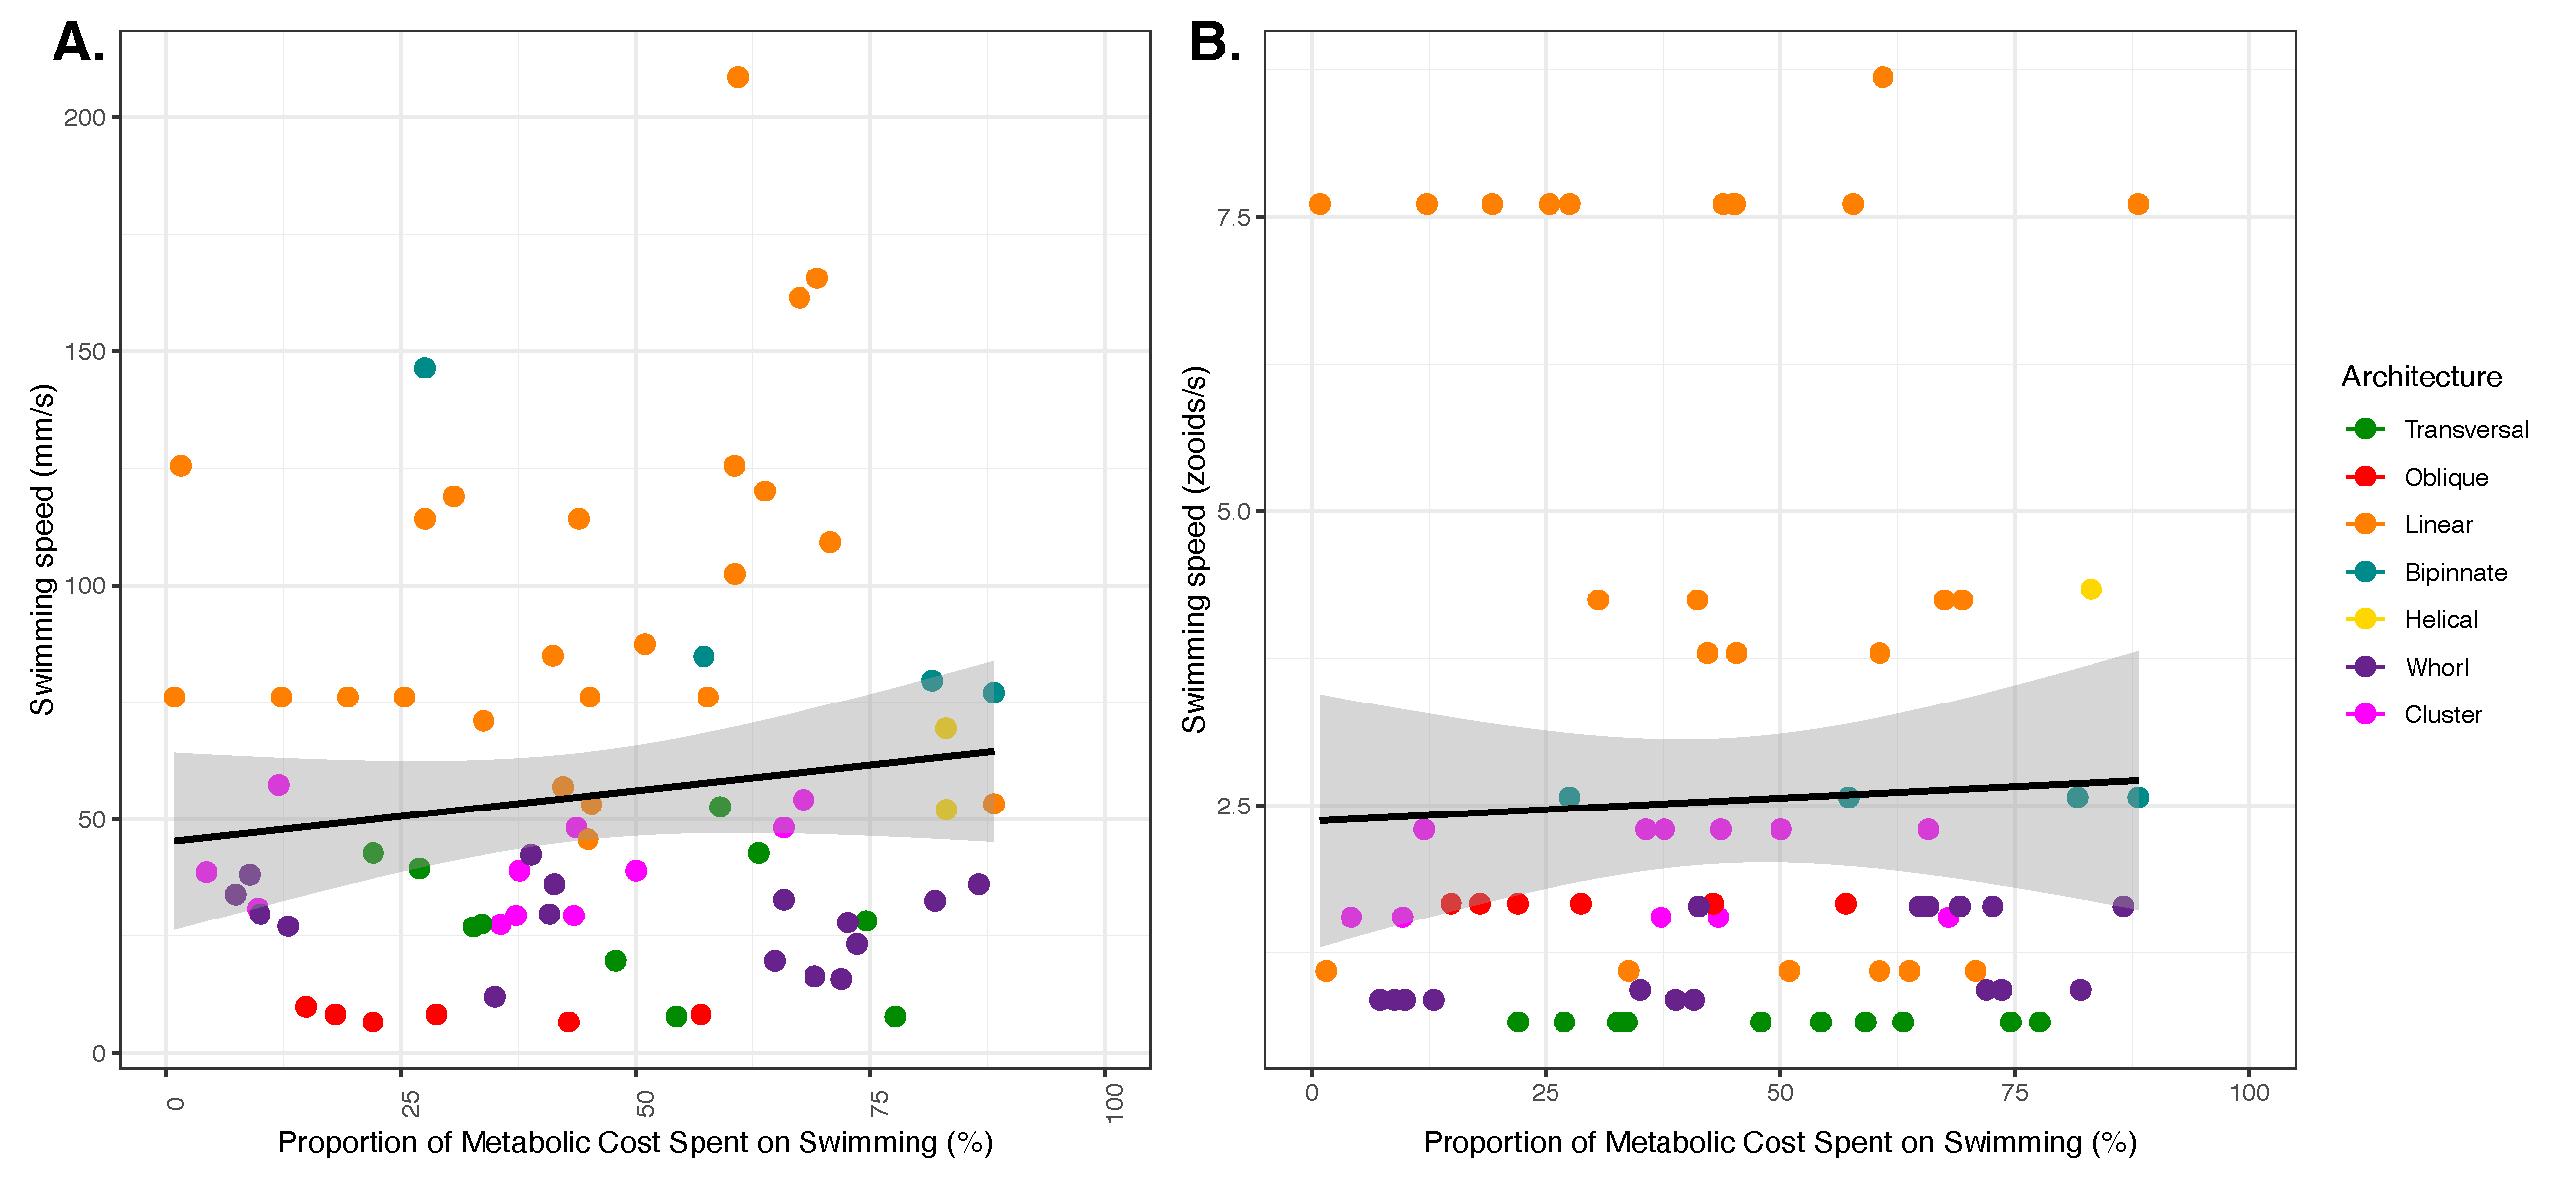 A.
Swimming speed (mm/s)
200
150
100
50
0
0 25 50 75 100
Proportion of Metabolic Cost Spent on Swimming (%)
B.
Swimming speed (zooids/s)
7.5
5.0
2.5
0 25 50 75 100
Proportion of Metabolic Cost Spent on Swimming (%)
Architecture
Transversal
Oblique
Linear
Bipinnate
Helical
Whorl
Cluster